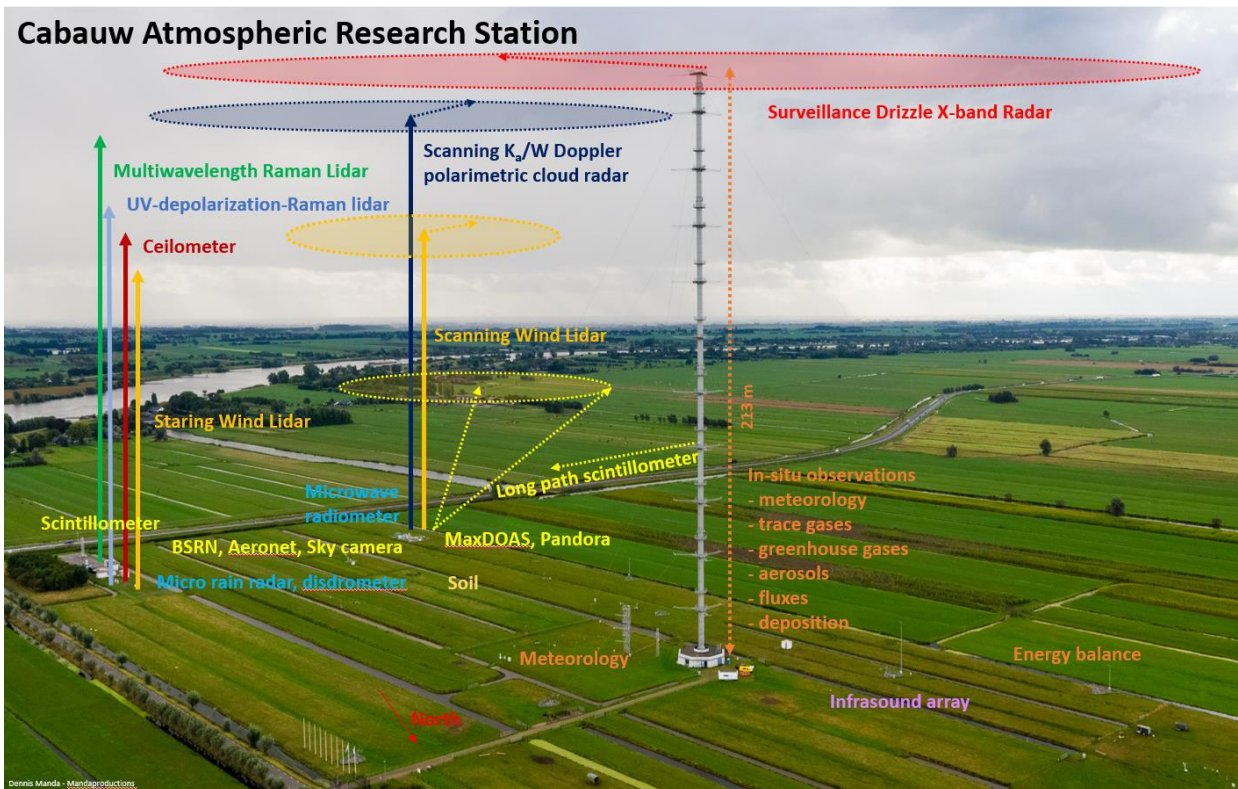 Cabauw Atmospheric Research Station
Surveillance Drizzle X-band Radar
Scanning Ka/W Doppler
polarimetric cloud radar
Multiwavelength Raman Lidar
UV-depolarization-Raman lidar
Ceilometer
Scanning Wind Lidar
Staring Wind Lidar
213 m
Long path scintillometer
In-situ observations
- meteorology
- trace gases
- greenhouse gases
- aerosols
- fluxes
- deposition
Microwave
radiometer
Scintillometer
BSRN, Aeronet, Sky camera
MaxDOAS, Pandora
Micro rain radar, disdrometer
Soil
Meteorology
Energy balance
Infrasound array
North
Dennis Manda - Mandaproductions